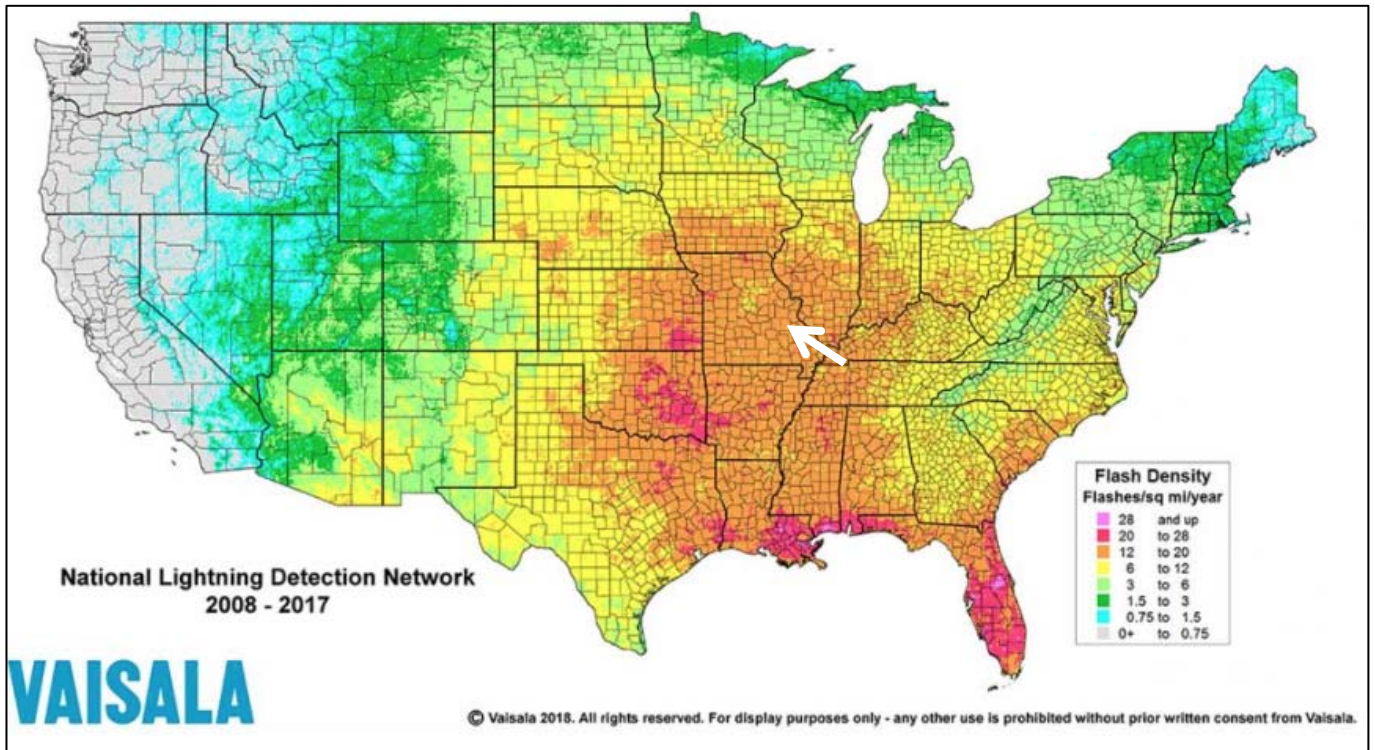 National Lightning Detection Network
2008 - 2017
VAISALA
Flash Density
Flashes/sq mi/year
28 and up
20 to 28
12 to 20
6 to 12
3 to 6
1.5 to 3
0.75 to 1.5
0+ to 0.75
© Vaisala 2018. All rights reserved. For display purposes only - any other use is prohibited without prior written consent from Vaisala.